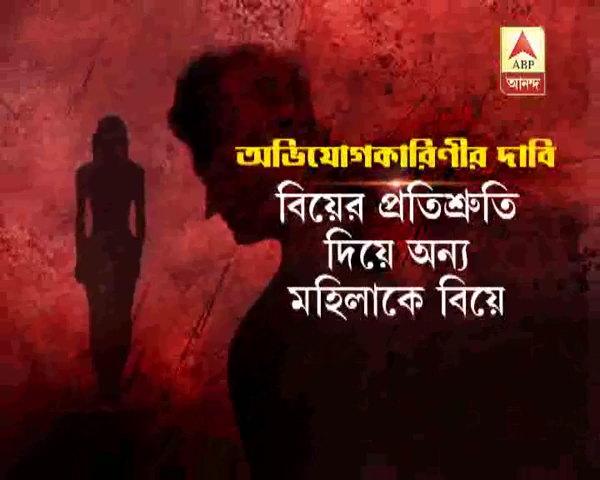 ABP
আনন্দ
অভিযোগকারিণীর দাবি
বিয়ের প্রতিশ্রুতি
দিয়ে অন্য
মহিলাকে বিয়ে